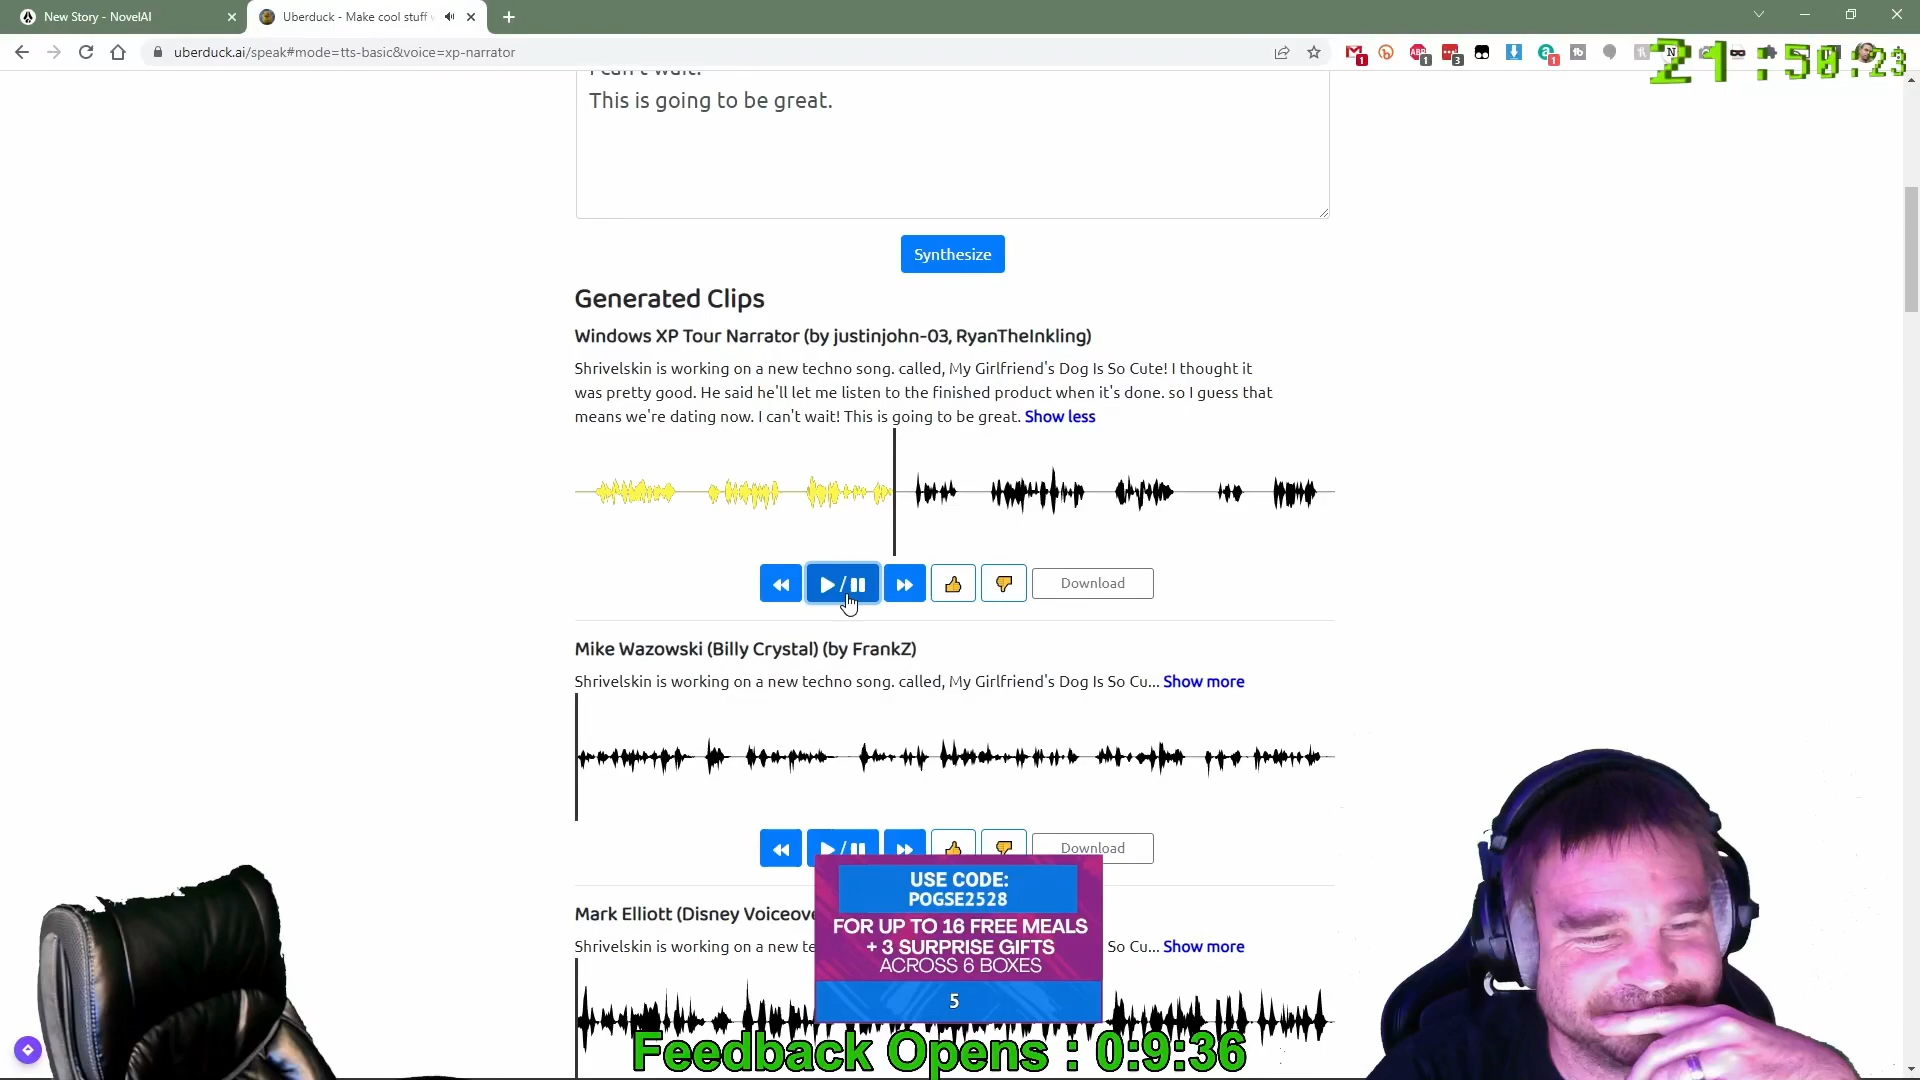 New Story - NovelAI
Uberduck - Make cool stuff w
uberduck.ai/speak#mode=tts-basic&voice=xp-narrator
21:50:23
I can't wait.
This is going to be great.
Synthesize
Generated Clips
Windows XP Tour Narrator (by justinjohn-03, RyanTheInkling)
Shrivelskin is working on a new techno song. called, My Girlfriend's Dog Is So Cute! I thought it
was pretty good. He said he'll let me listen to the finished product when it's done. so I guess that
means we're dating now. I can't wait! This is going to be great. Show less
Download
Mike Wazowski (Billy Crystal) (by FrankZ)
Shrivelskin is working on a new techno song. called, My Girlfriend's Dog Is So Cu... Show more
Download
Mark Elliott (Disney Voiceove
Shrivelskin is working on a new te So Cu... Show more
USE CODE:
POGSE2528
FOR UP TO 16 FREE MEALS
+ 3 SURPRISE GIFTS
ACROSS 6 BOXES
5
Feedback Opens : 0:9:36